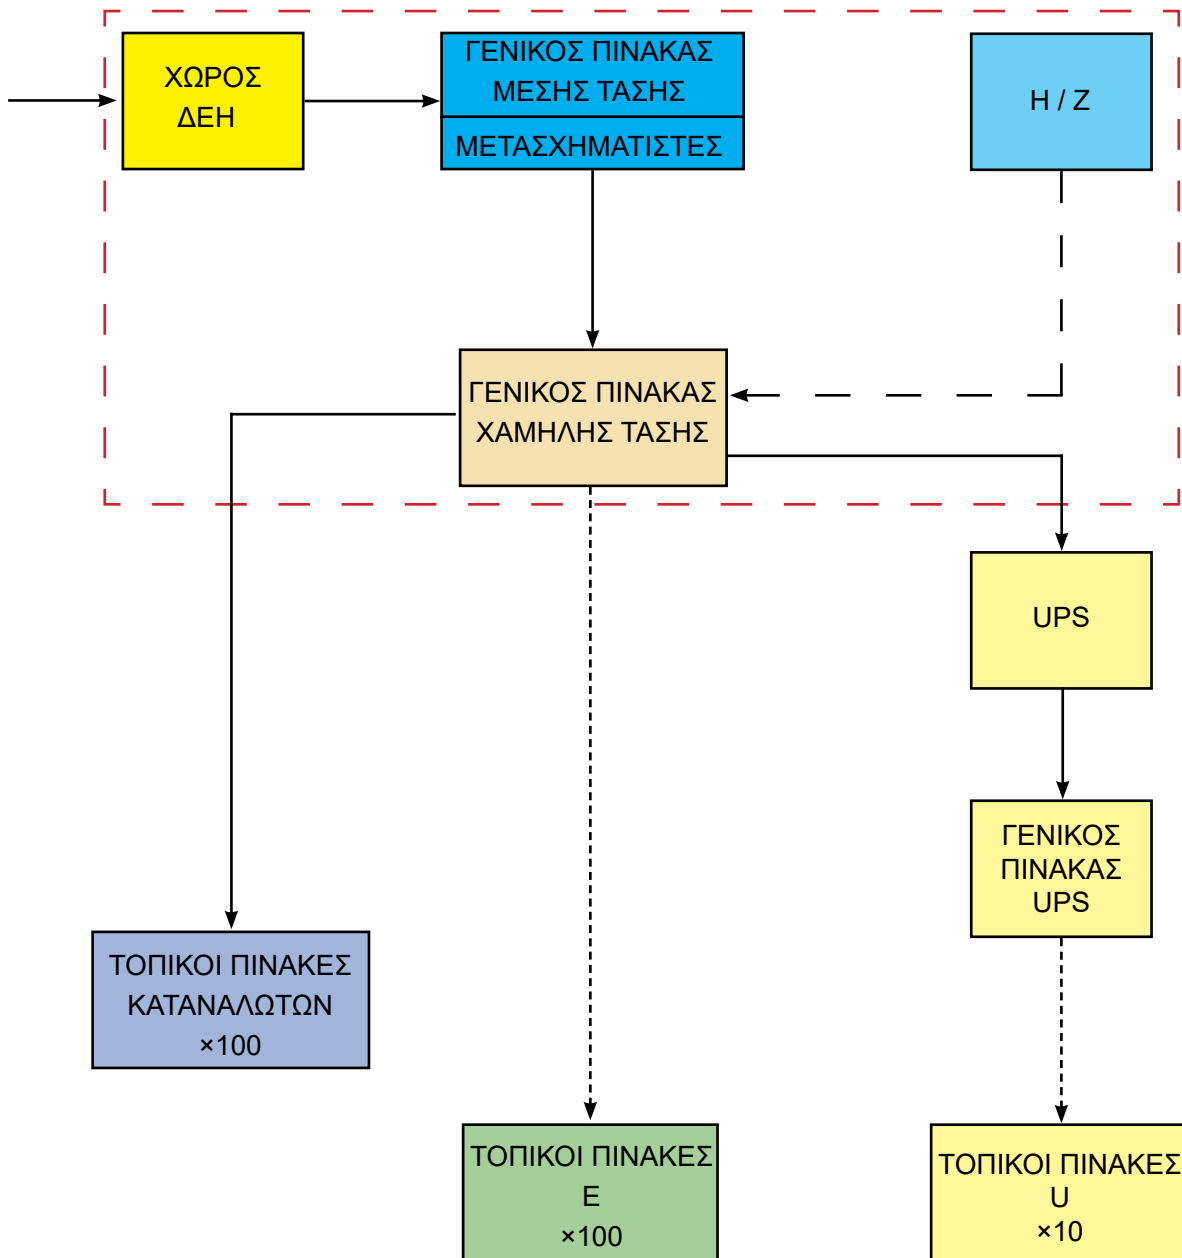 ΧΩΡΟΣ
ΔΕΗ
ΓΕΝΙΚΟΣ ΠΙΝΑΚΑΣ
ΜΕΣΗΣ ΤΑΣΗΣ
ΜΕΤΑΣΧΗΜΑΤΙΣΤΕΣ
Η / Ζ
ΓΕΝΙΚΟΣ ΠΙΝΑΚΑΣ
ΧΑΜΗΛΗΣ ΤΑΣΗΣ
UPS
ΓΕΝΙΚΟΣ
ΠΙΝΑΚΑΣ
UPS
ΤΟΠΙΚΟΙ ΠΙΝΑΚΕΣ
ΚΑΤΑΝΑΛΩΤΩΝ
×100
ΤΟΠΙΚΟΙ ΠΙΝΑΚΕΣ
Ε
×100
ΤΟΠΙΚΟΙ ΠΙΝΑΚΕΣ
U
×10